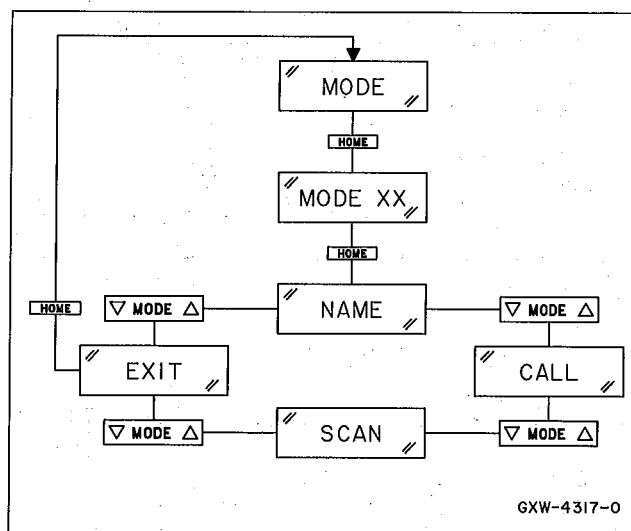 MODE
HOME
MODE XX
HOME
HOME
▽ MODE △
NAME
▽ MODE △
EXIT
CALL
▽ MODE △
SCAN
▽ MODE △
GXW-4317-0